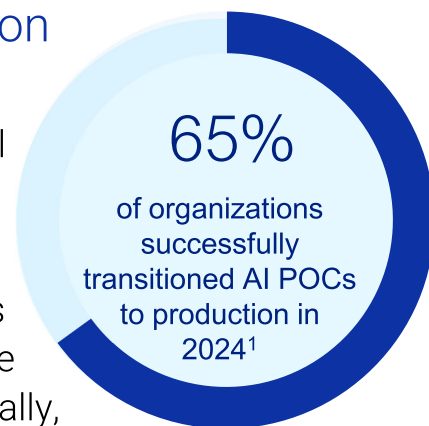 on
l
65%
of organizations
successfully
transitioned AI POCs
to production in
2024¹
s
e
ally,